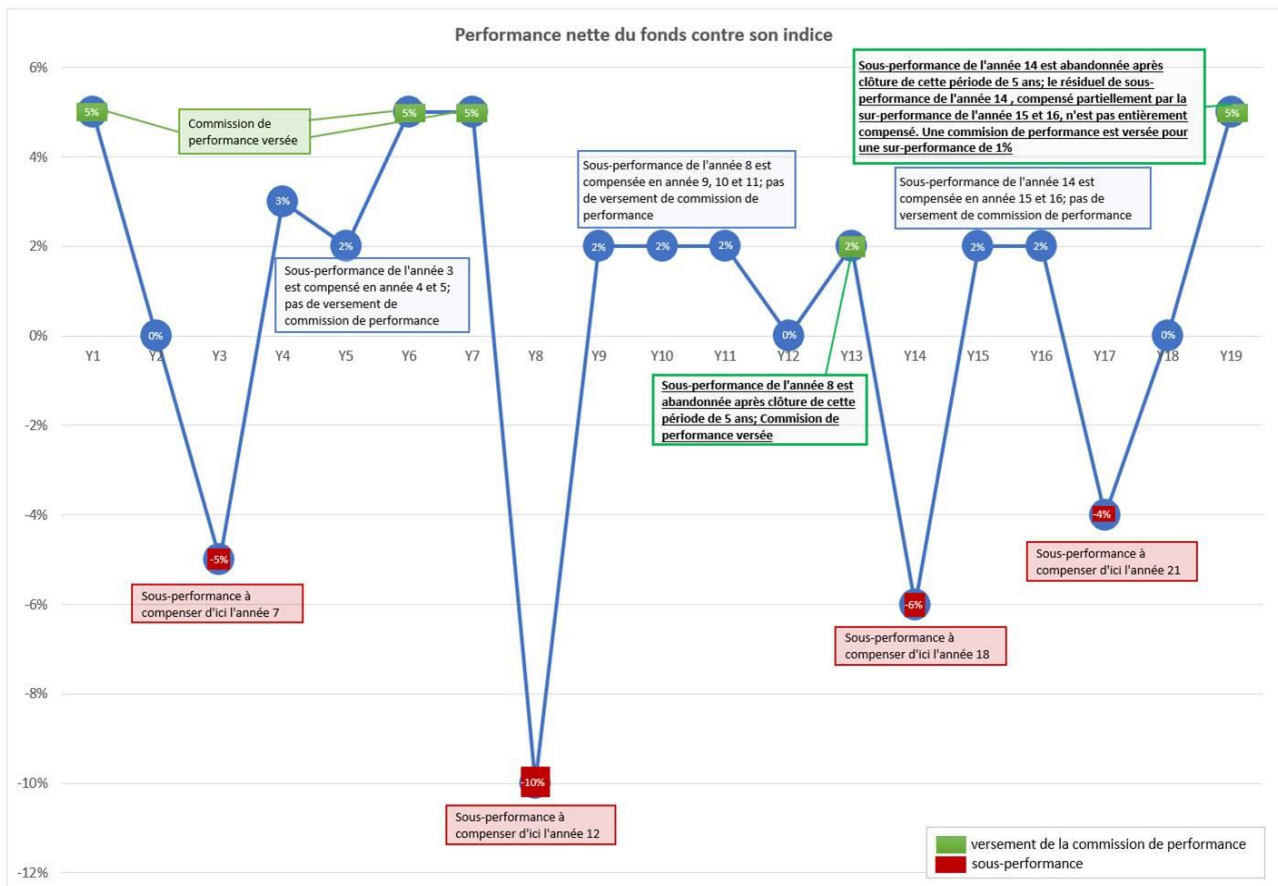 Performance nette du fonds contre son indice
6%
4%
2%
0%
-2%
-4%
-6%
-8%
-10%
-12%
Y1
Y2
Y3
Y4
Y5
Y6
Y7
Y8
Y9
Y10
Y11
Y12
Y13
Y14
Y15
Y16
Y17
Y18
Y19
5%
0%
-5%
3%
2%
5%
5%
-10%
2%
2%
2%
0%
2%
-6%
2%
2%
-4%
0%
5%
Commission de
performance versée
Sous-performance à
compenser d'ici l'année 7
Sous-performance de l'année 3
est compensé en année 4 et 5;
pas de versement de
commission de performance
Sous-performance à
compenser d'ici l'année 12
Sous-performance de l'année 8 est
compensée en année 9, 10 et 11; pas
de versement de commission de
performance
Sous-performance de l'année 8 est
abandonnée après clôture de cette
période de 5 ans; Commision de
performance versée
Sous-performance à
compenser d'ici l'année 18
Sous-performance de l'année 14 est
compensée en année 15 et 16; pas de
versement de commission de performance
Sous-performance à
compenser d'ici l'année 21
Sous-performance de l'année 14 est abandonnée après
clôture de cette période de 5 ans; le résiduel de sous-
performance de l'année 14 , compensé partiellement par la
sur-performance de l'année 15 et 16, n'est pas entièrement
compensé. Une commision de performance est versée pour
une sur-performance de 1%
versement de la commission de performance
sous-performance